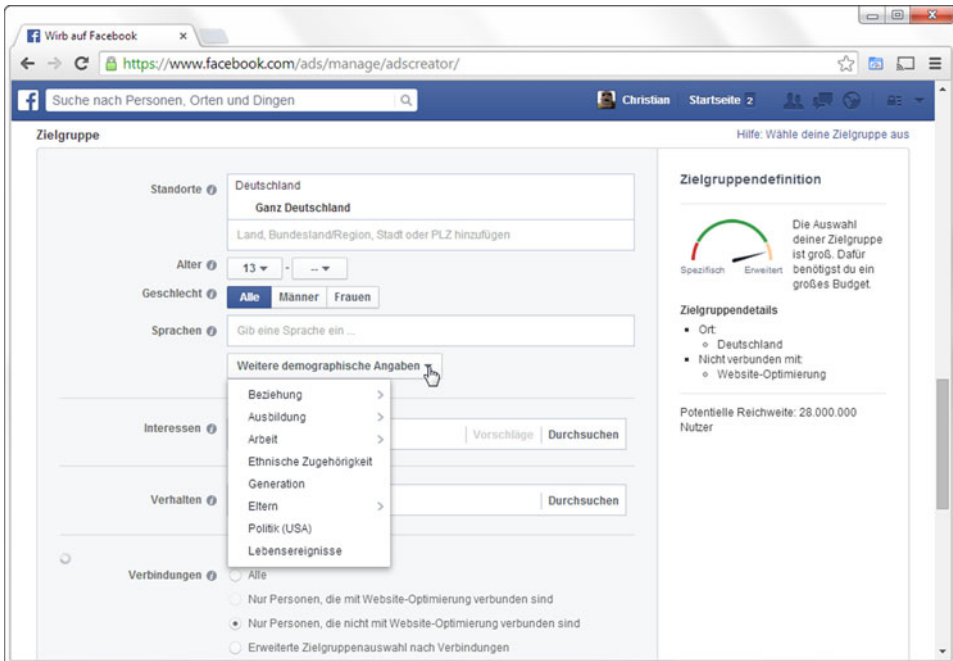 Wirb auf Facebook
https://www.facebook.com/ads/manage/adscreator/
Suche nach Personen, Orten und Dingen
Christian
Startseite 2
Zielgruppe
Hilfe: Wähle deine Zielgruppe aus
Standorte
Deutschland
Ganz Deutschland
Land, Bundesland/Region, Stadt oder PLZ hinzufügen
Alter
13 - --
Geschlecht
Alle Männer Frauen
Sprachen
Gib eine Sprache ein ...
Weitere demographische Angaben
Beziehung
Ausbildung
Arbeit
Ethnische Zugehörigkeit
Generation
Eltern
Politik (USA)
Lebensereignisse
Interessen
Vorschläge Durchsuchen
Verhalten
Durchsuchen
Verbindungen
Alle
Nur Personen, die mit Website-Optimierung verbunden sind
Nur Personen, die nicht mit Website-Optimierung verbunden sind
Erweiterte Zielgruppenauswahl nach Verbindungen
Zielgruppendefinition
Spezifisch Erweitert
Die Auswahl
deiner Zielgruppe
ist groß. Dafür
benötigst du ein
großes Budget.
Zielgruppendetails
Ort:
Deutschland
Nicht verbunden mit:
Website-Optimierung
Potentielle Reichweite: 28.000.000
Nutzer